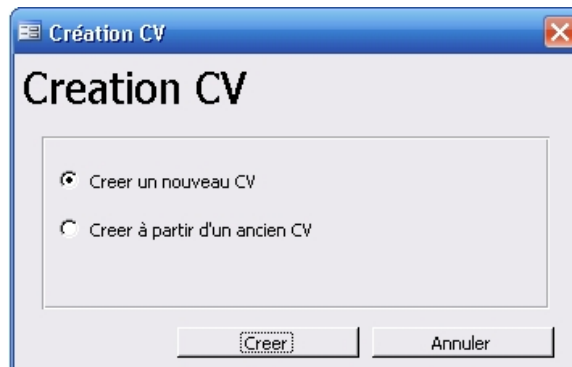 Création CV
Creation CV
Creer un nouveau CV
Creer à partir d'un ancien CV
Creer
Annuler